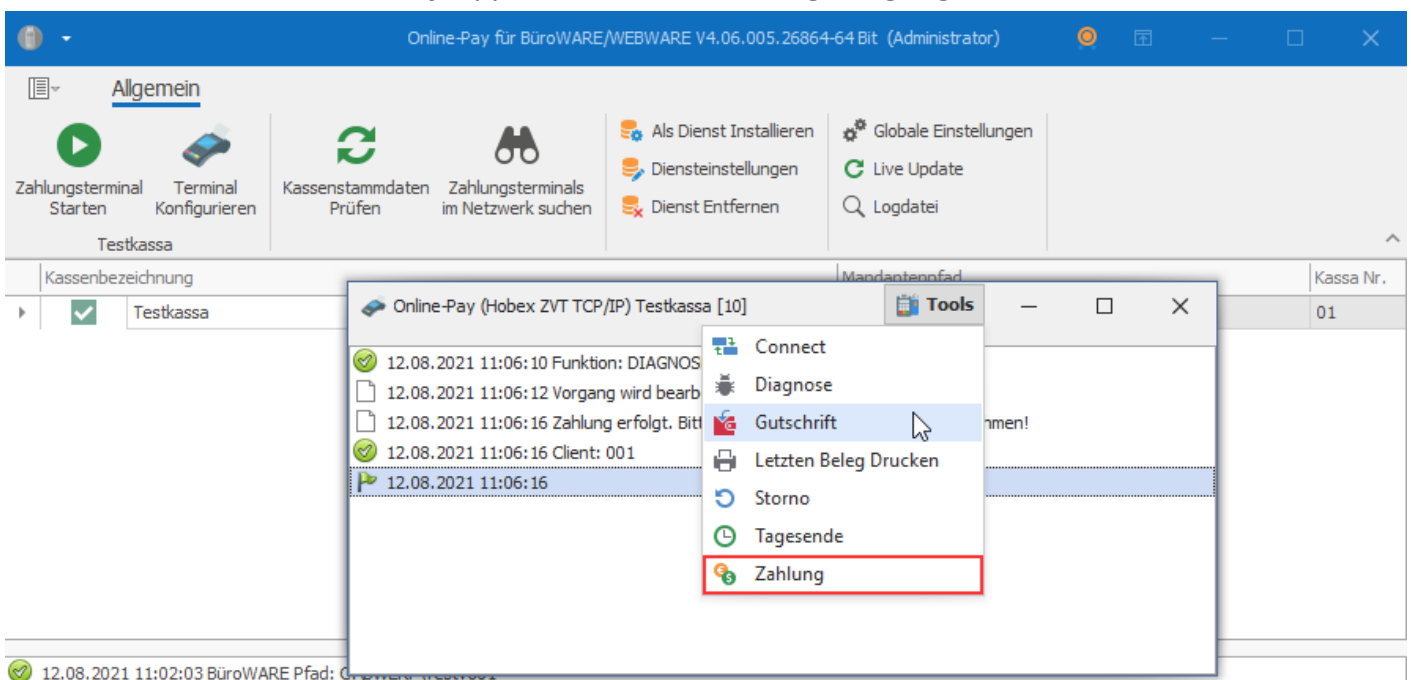 Online-Pay für BüroWARE/WEBWARE V4.06.005.26864-64 Bit (Administrator)
Allgemein
Zahlungsterminal Starten
Terminal Konfigurieren
Kassenstammdaten Prüfen
Zahlungsterminals im Netzwerk suchen
Als Dienst Installieren
Diensteinstellungen
Dienst Entfernen
Globale Einstellungen
Live Update
Logdatei
Testkassa
Kassenbezeichnung
Mandantenpfad
Kassa Nr.
Testkassa
01
Online-Pay (Hobex ZVT TCP/IP) Testkassa [10]
Tools
12.08.2021 11:06:10 Funktion: DIAGNOS
12.08.2021 11:06:12 Vorgang wird bearb
12.08.2021 11:06:16 Zahlung erfolgt. Bitt
nmen!
12.08.2021 11:06:16 Client: 001
12.08.2021 11:06:16
Connect
Diagnose
Gutschrift
Letzten Beleg Drucken
Storno
Tagesende
Zahlung
12.08.2021 11:02:03 BüroWARE Pfad: